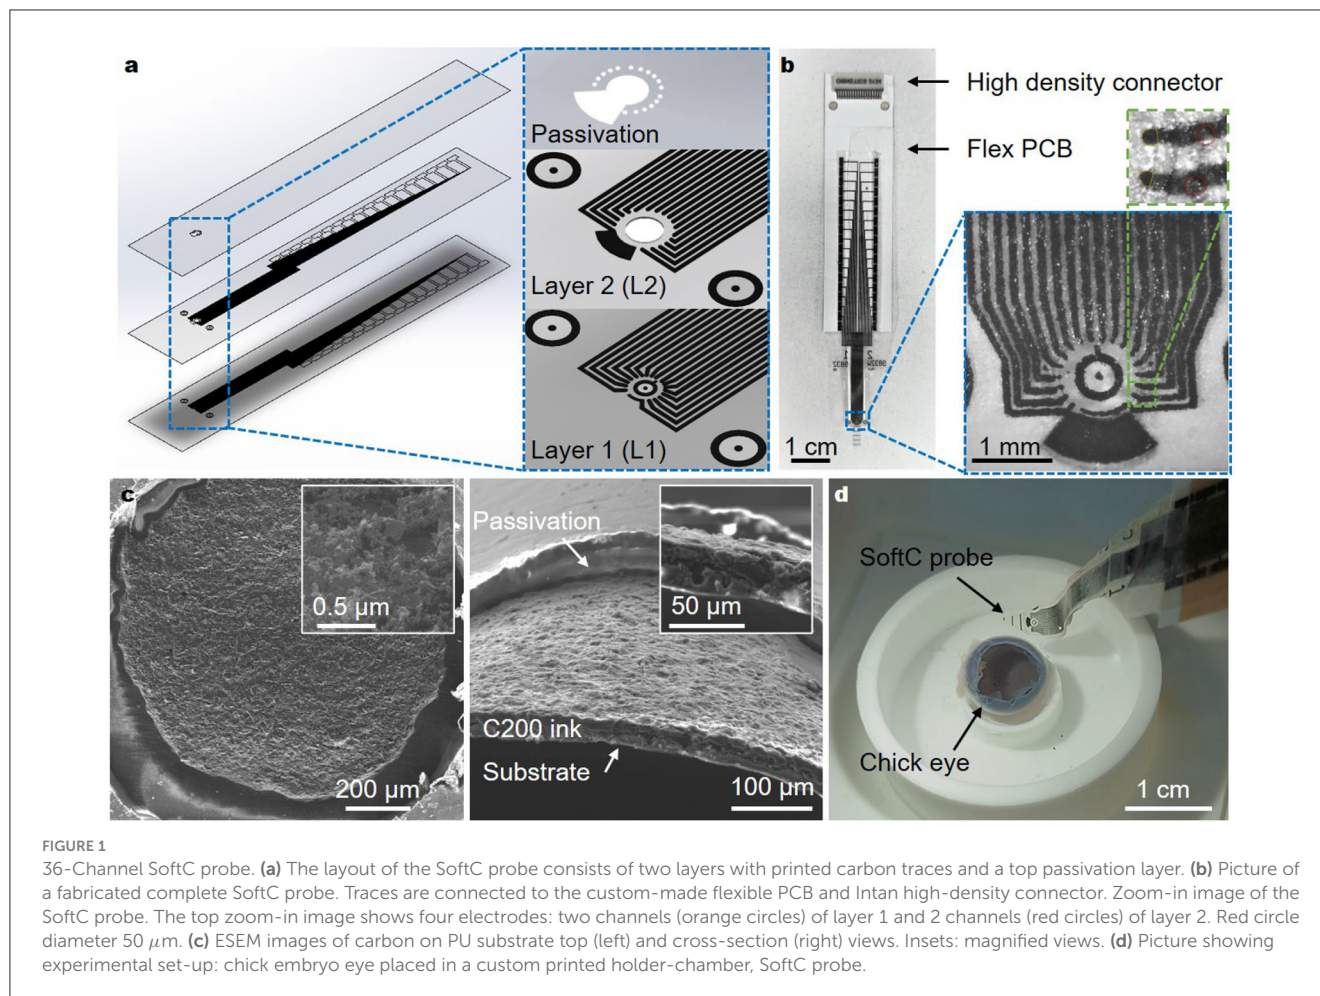 a
Passivation
Layer 2 (L2)
Layer 1 (L1)
b
High density connector
Flex PCB
1 cm
1 mm
c
0.5 µm
200 µm
Passivation
50 µm
C200 ink
Substrate
100 µm
d
SoftC probe
Chick eye
1 cm
FIGURE 1
36-Channel SoftC probe. (a) The layout of the SoftC probe consists of two layers with printed carbon traces and a top passivation layer. (b) Picture of
a fabricated complete SoftC probe. Traces are connected to the custom-made flexible PCB and Intan high-density connector. Zoom-in image of the
SoftC probe. The top zoom-in image shows four electrodes: two channels (orange circles) of layer 1 and 2 channels (red circles) of layer 2. Red circle
diameter 50 µm. (c) ESEM images of carbon on PU substrate top (left) and cross-section (right) views. Insets: magnified views. (d) Picture showing
experimental set-up: chick embryo eye placed in a custom printed holder-chamber, SoftC probe.